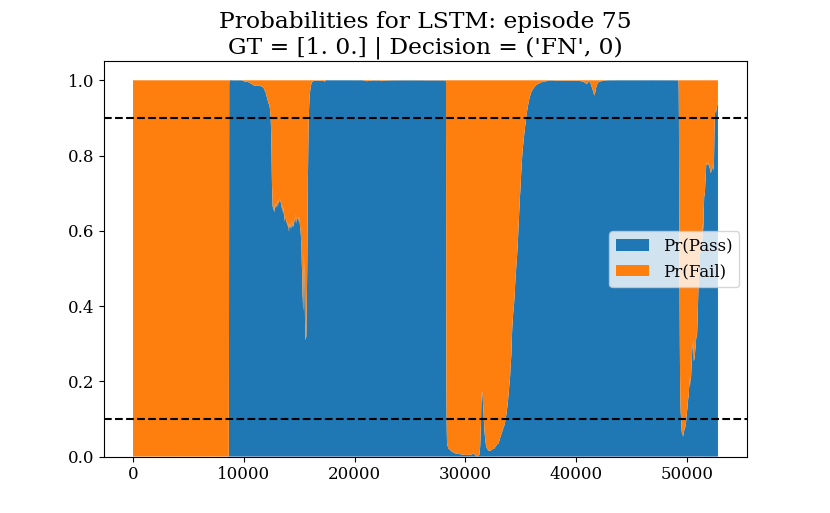 Probabilities for LSTM: episode 75
GT = [1. 0.] | Decision = ('FN', 0)
1.0
0.8
0.6
0.4
0.2
0.0
Pr(Pass)
Pr(Fail)
0 10000 20000 30000 40000 50000